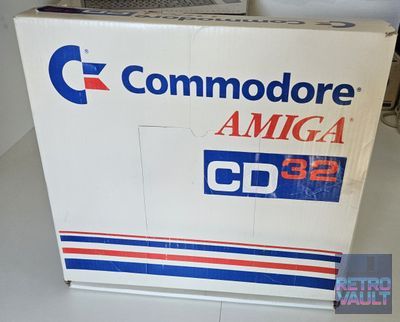 Commodore®
AMIGA®
CD32
RETRO
VAULT